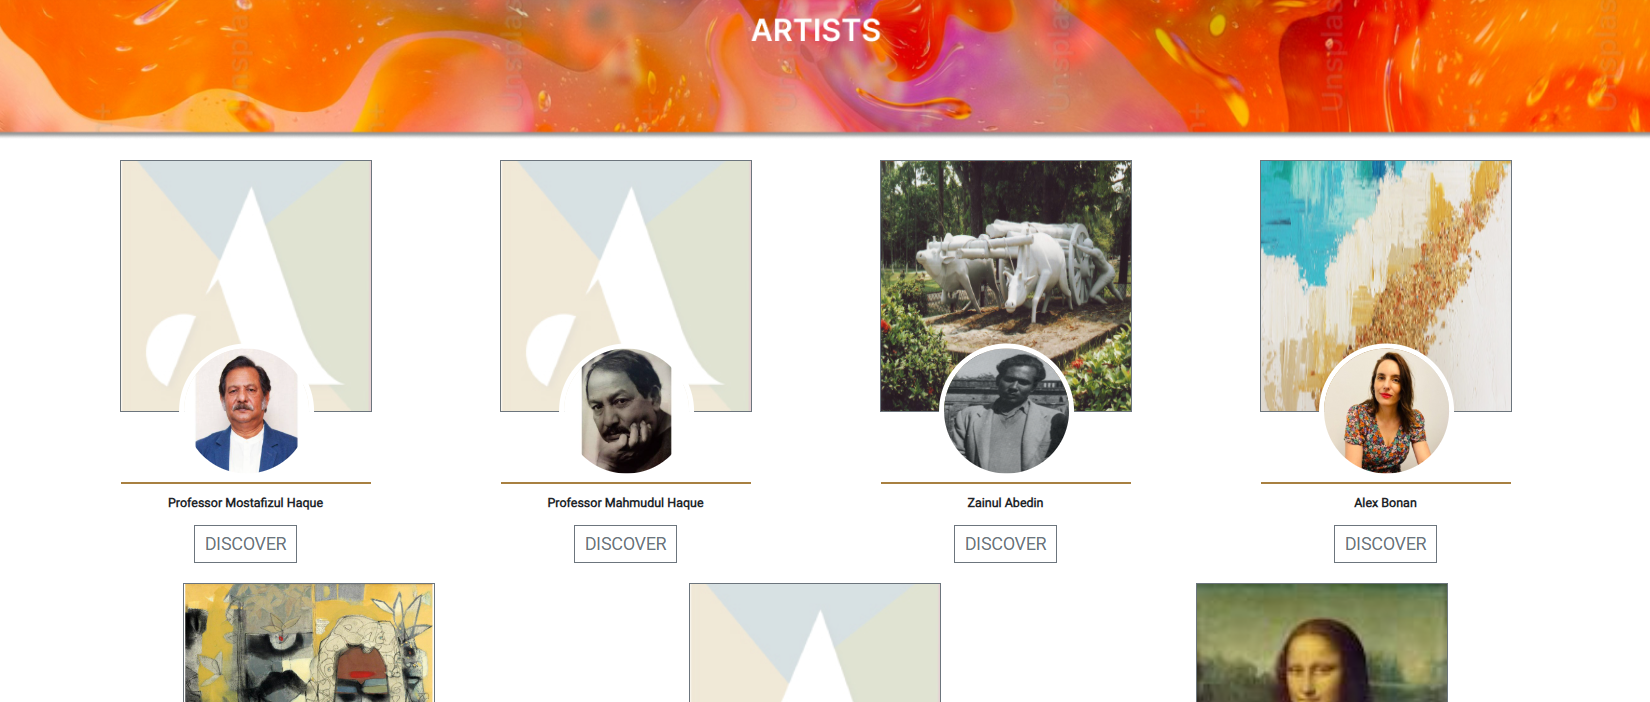 ARTISTS
Professor Mostafizul Haque
Professor Mahmudul Haque
Zainul Abedin
Alex Bonan
DISCOVER
DISCOVER
DISCOVER
DISCOVER